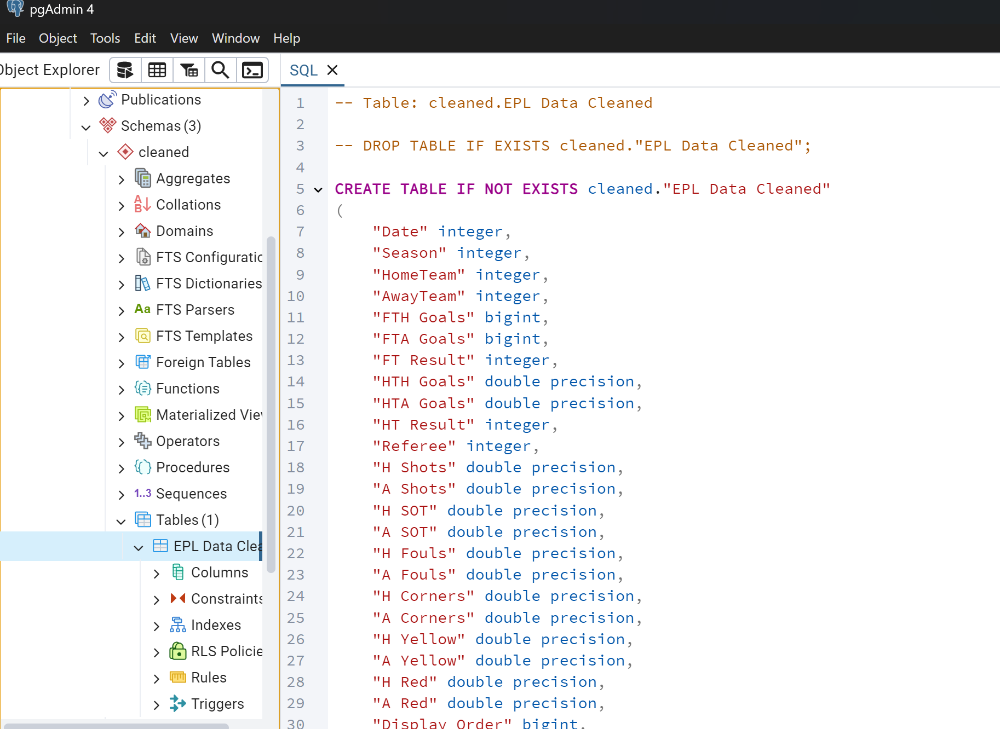 pgAdmin 4
File Object Tools Edit View Window Help
Object Explorer
SQL
Publications
Schemas (3)
cleaned
Aggregates
Collations
Domains
FTS Configuratio
FTS Dictionaries
Aa FTS Parsers
FTS Templates
Foreign Tables
Functions
Materialized Vie
Operators
Procedures
1..3 Sequences
Tables (1)
EPL Data Clea
Columns
Constraints
Indexes
RLS Policie
Rules
Triggers
1 -- Table: cleaned.EPL Data Cleaned
2
3 -- DROP TABLE IF EXISTS cleaned."EPL Data Cleaned";
4
5 CREATE TABLE IF NOT EXISTS cleaned."EPL Data Cleaned"
6 (
7 "Date" integer,
8 "Season" integer,
9 "HomeTeam" integer,
10 "AwayTeam" integer,
11 "FTH Goals" bigint,
12 "FTA Goals" bigint,
13 "FT Result" integer,
14 "HTH Goals" double precision,
15 "HTA Goals" double precision,
16 "HT Result" integer,
17 "Referee" integer,
18 "H Shots" double precision,
19 "A Shots" double precision,
20 "H SOT" double precision,
21 "A SOT" double precision,
22 "H Fouls" double precision,
23 "A Fouls" double precision,
24 "H Corners" double precision,
25 "A Corners" double precision,
26 "H Yellow" double precision,
27 "A Yellow" double precision,
28 "H Red" double precision,
29 "A Red" double precision,
30 "Display Order" bigint,